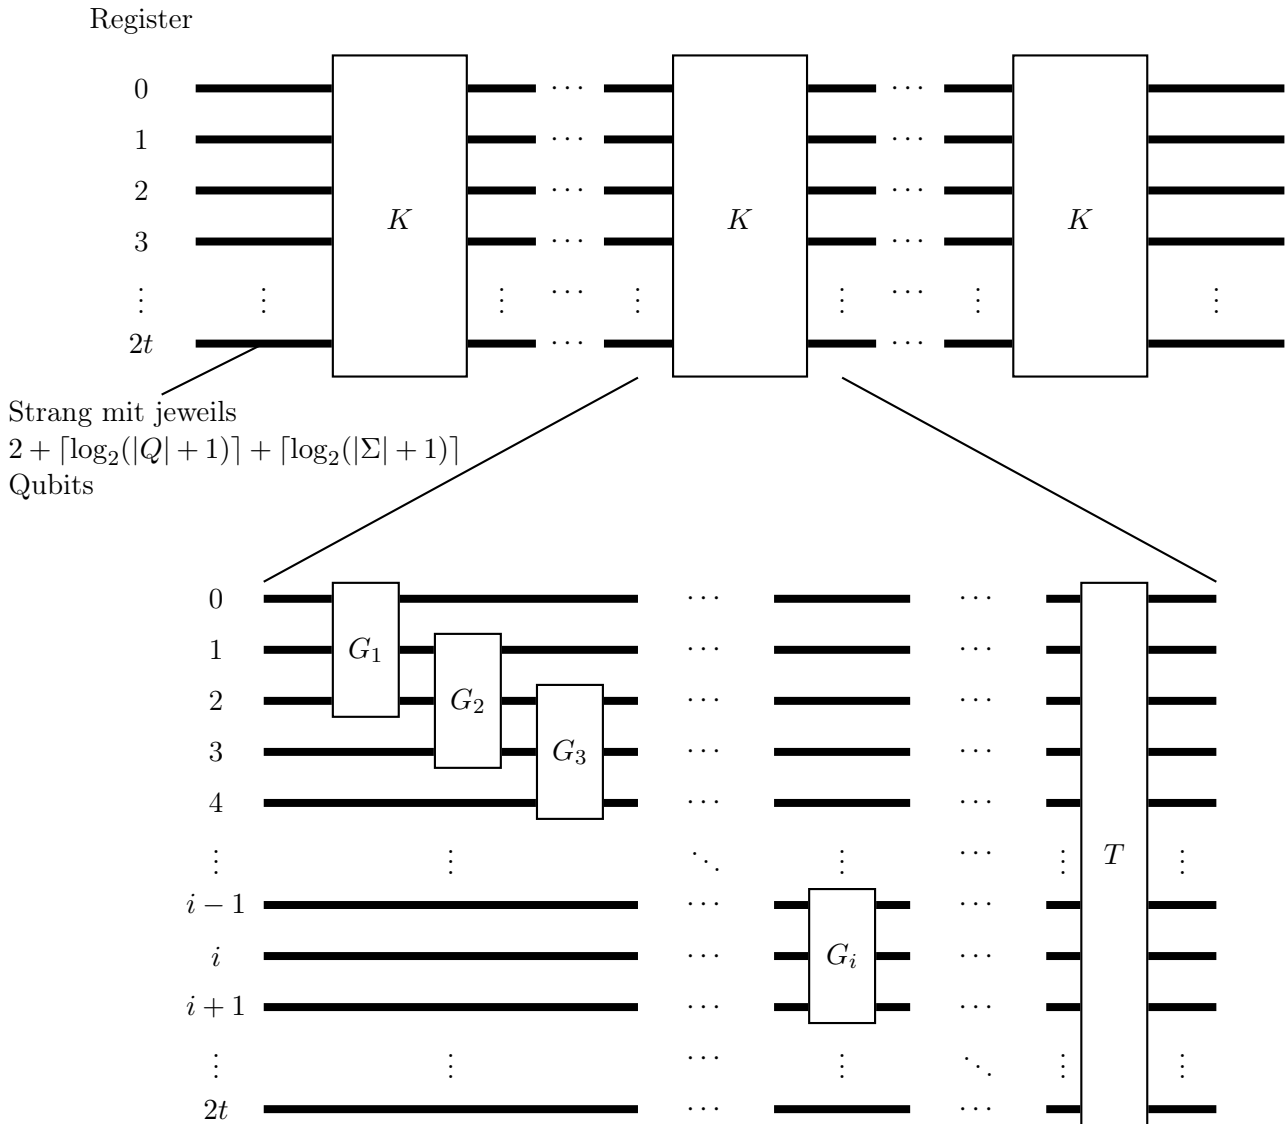 Register
0 ··· ···
1 ··· ···
2 ··· ···
K K K
3 ··· ···
⋮ ⋮ ⋮ ··· ⋮ ⋮ ··· ⋮ ⋮
2t ··· ···
Strang mit jeweils
2 + ⌈log₂(|Q| + 1)⌉ + ⌈log₂(|Σ| + 1)⌉
Qubits
0 ··· ···
1 G₁ ··· ···
2 G₂ ··· ···
3 G₃ ··· ···
4 ··· ···
⋮ ⋮ ⋱ ⋮ ··· ⋮ T ⋮
i − 1 ··· ···
i ··· Gᵢ ···
i + 1 ··· ···
⋮ ⋮ ··· ⋮ ⋱ ⋮ ⋮
2t ··· ···